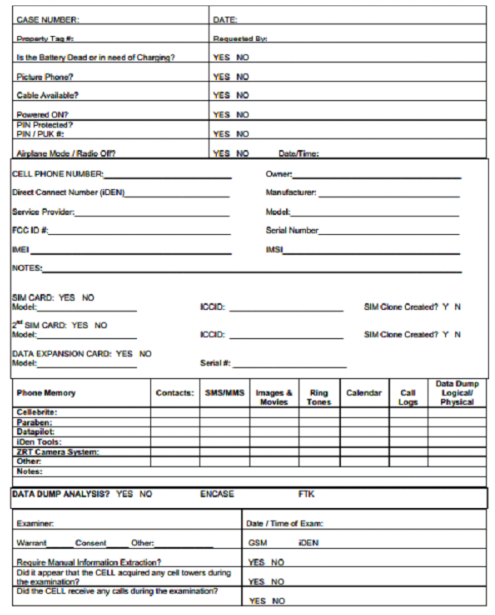 CASE NUMBER: DATE:
Property Tag #: Requested By:
Is the Battery Dead or in need of Charging? YES NO
Picture Phone? YES NO
Cable Available? YES NO
Powered ON? YES NO
PIN Protected?
PIN / PUK #: YES NO
Airplane Mode / Radio Off? YES NO Date/Time:
CELL PHONE NUMBER: Owner:
Direct Connect Number (iDEN) Manufacturer:
Service Provider: Model:
FCC ID #: Serial Number
IMEI IMSI
NOTES:
SIM CARD: YES NO
Model: ICCID: SIM Clone Created? Y N
2nd SIM CARD: YES NO
Model: ICCID: SIM Clone Created? Y N
DATA EXPANSION CARD: YES NO
Model: Serial #:
Phone Memory Contacts: SMS/MMS Images & Movies Ring Tones Calendar Call Logs Data Dump Logical/ Physical
Cellebrite:
Paraben:
Datapilot:
iDen Tools:
ZRT Camera System:
Other:
Notes:
DATA DUMP ANALYSIS? YES NO ENCASE FTK
Examiner: Date / Time of Exam:
Warrant Consent Other: GSM iDEN
Require Manual Information Extraction? YES NO
Did it appear that the CELL acquired any cell towers during
the examination? YES NO
Did the CELL receive any calls during the examination?
YES NO